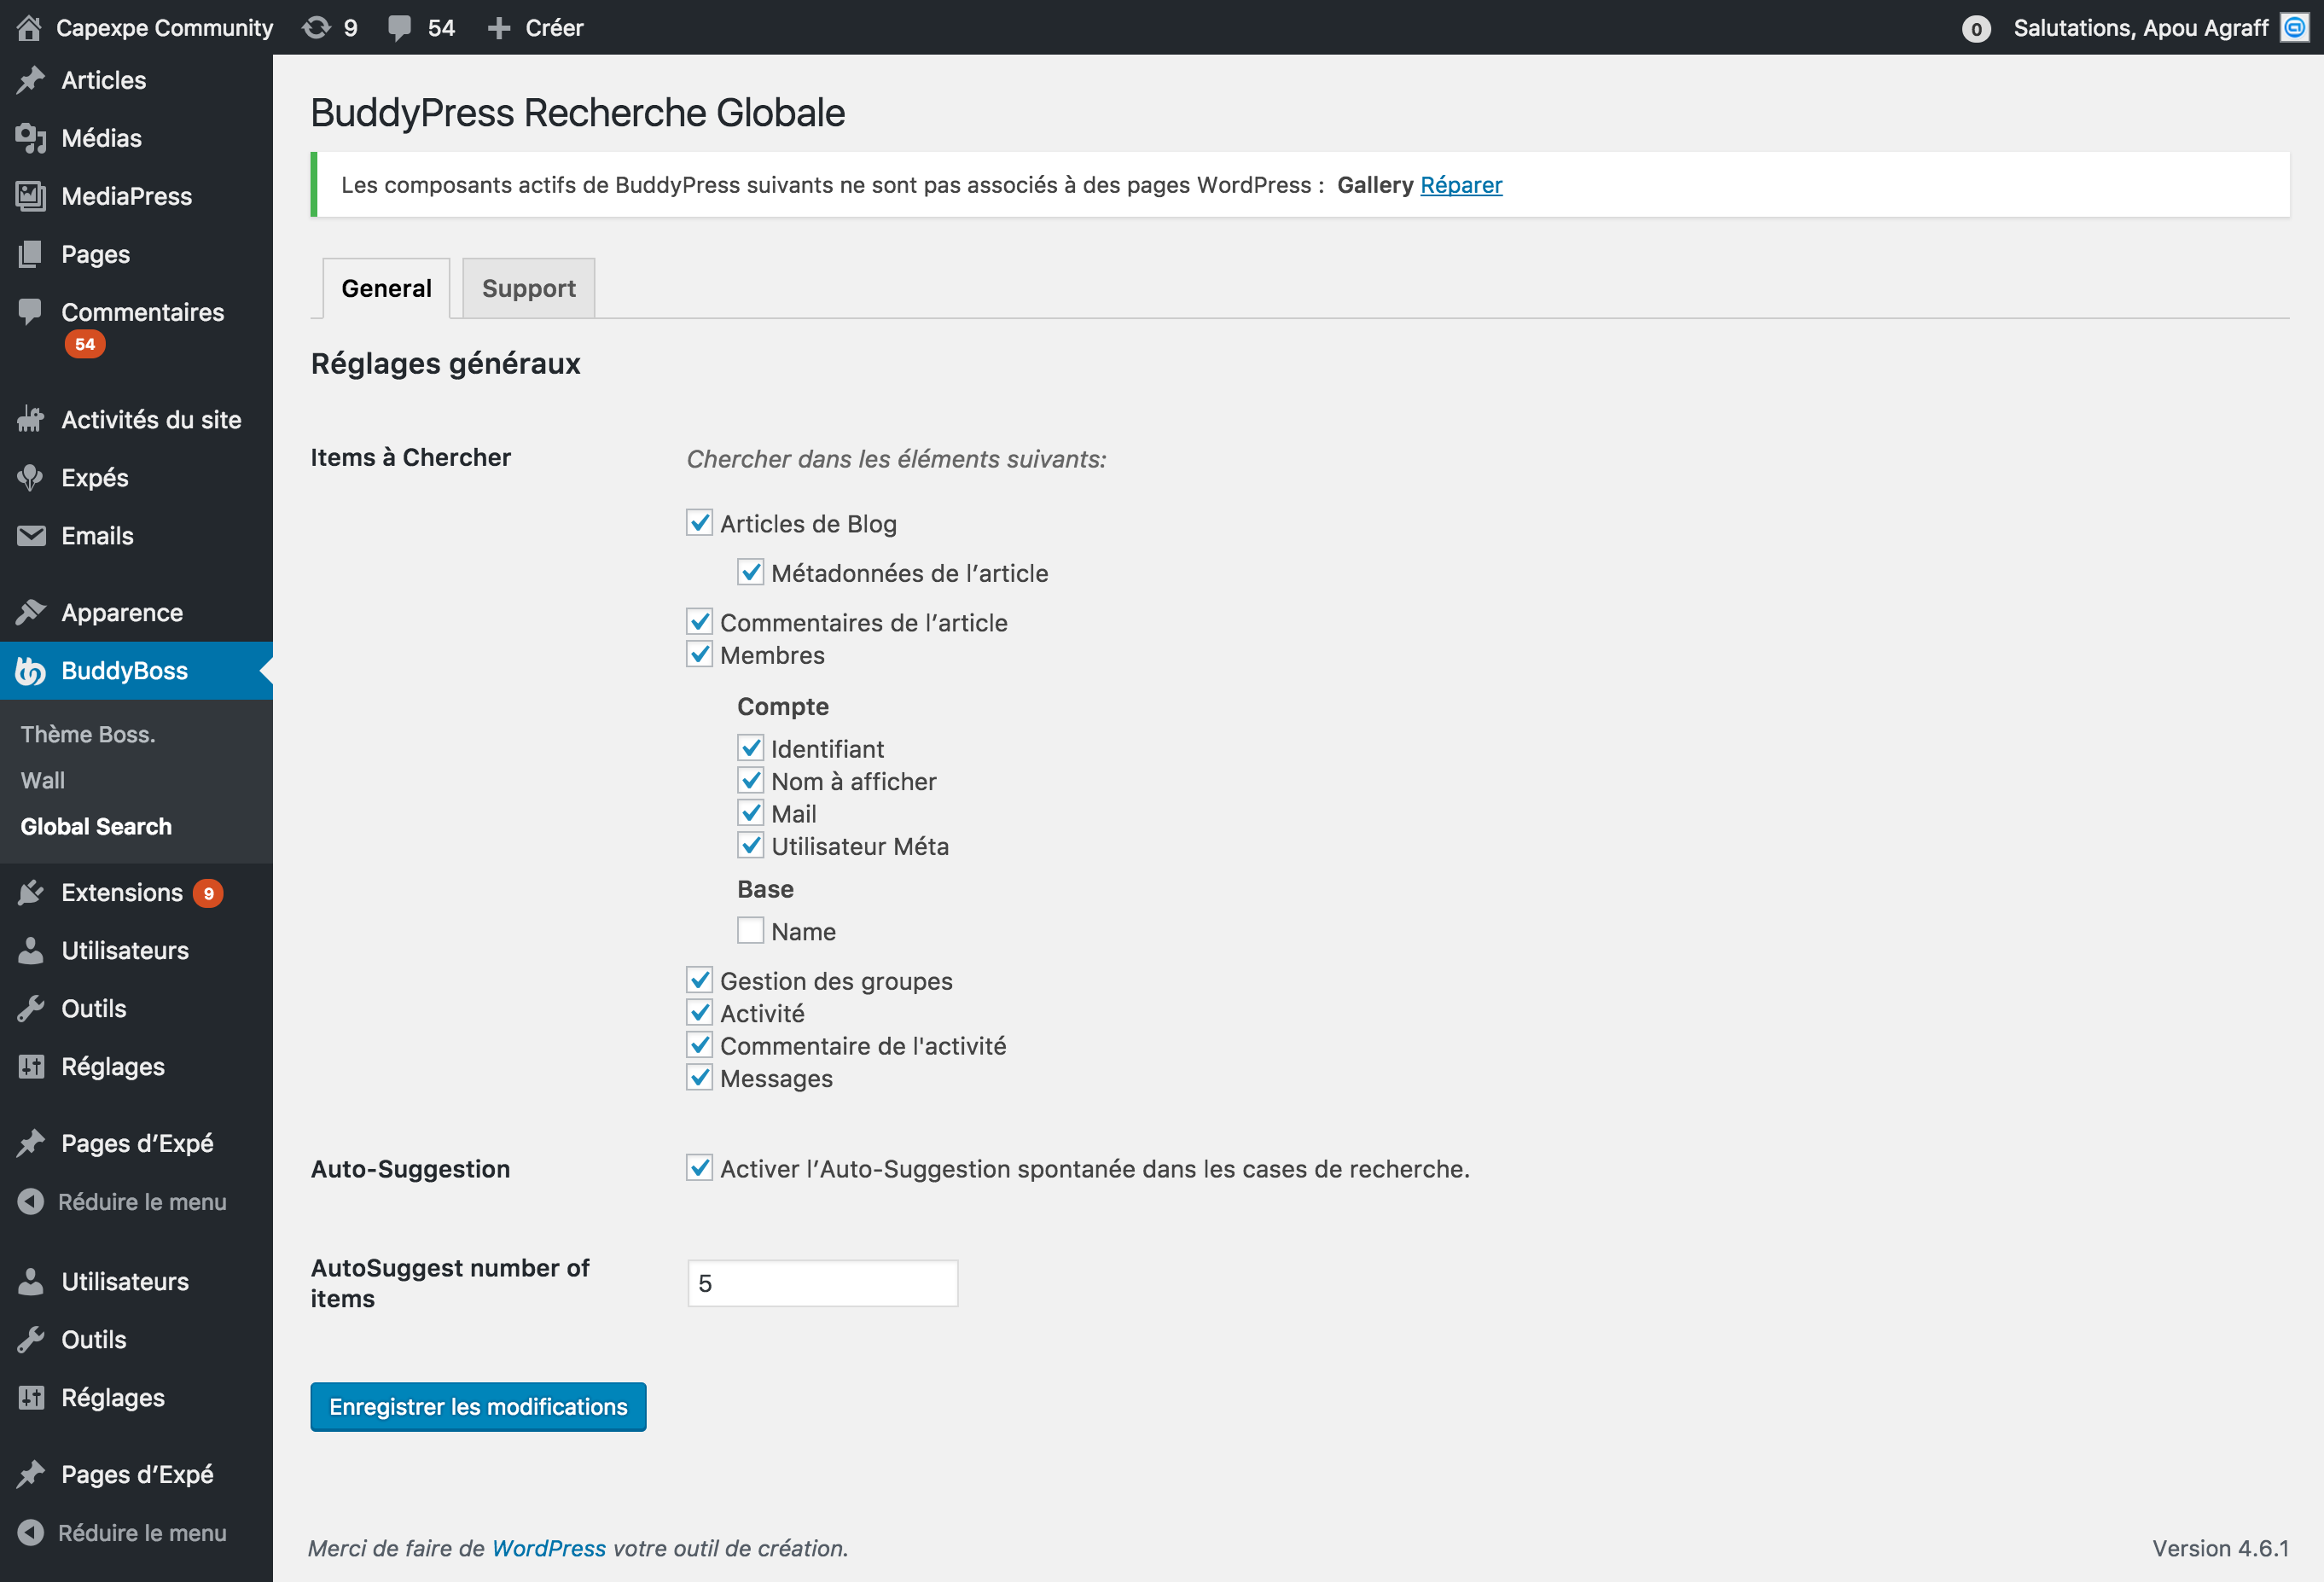 Capexpe Community
9
54
Créer
0
Salutations, Apou Agraff
Articles
Médias
MediaPress
Pages
Commentaires
54
Activités du site
Expés
Emails
Apparence
BuddyBoss
Thème Boss.
Wall
Global Search
Extensions 9
Utilisateurs
Outils
Réglages
Pages d’Expé
Réduire le menu
Utilisateurs
Outils
Réglages
Pages d’Expé
Réduire le menu
BuddyPress Recherche Globale
Les composants actifs de BuddyPress suivants ne sont pas associés à des pages WordPress : Gallery Réparer
General
Support
Réglages généraux
Items à Chercher
Chercher dans les éléments suivants:
Articles de Blog
Métadonnées de l’article
Commentaires de l’article
Membres
Compte
Identifiant
Nom à afficher
Mail
Utilisateur Méta
Base
Name
Gestion des groupes
Activité
Commentaire de l'activité
Messages
Auto-Suggestion
Activer l’Auto-Suggestion spontanée dans les cases de recherche.
AutoSuggest number of
items
5
Enregistrer les modifications
Merci de faire de WordPress votre outil de création.
Version 4.6.1